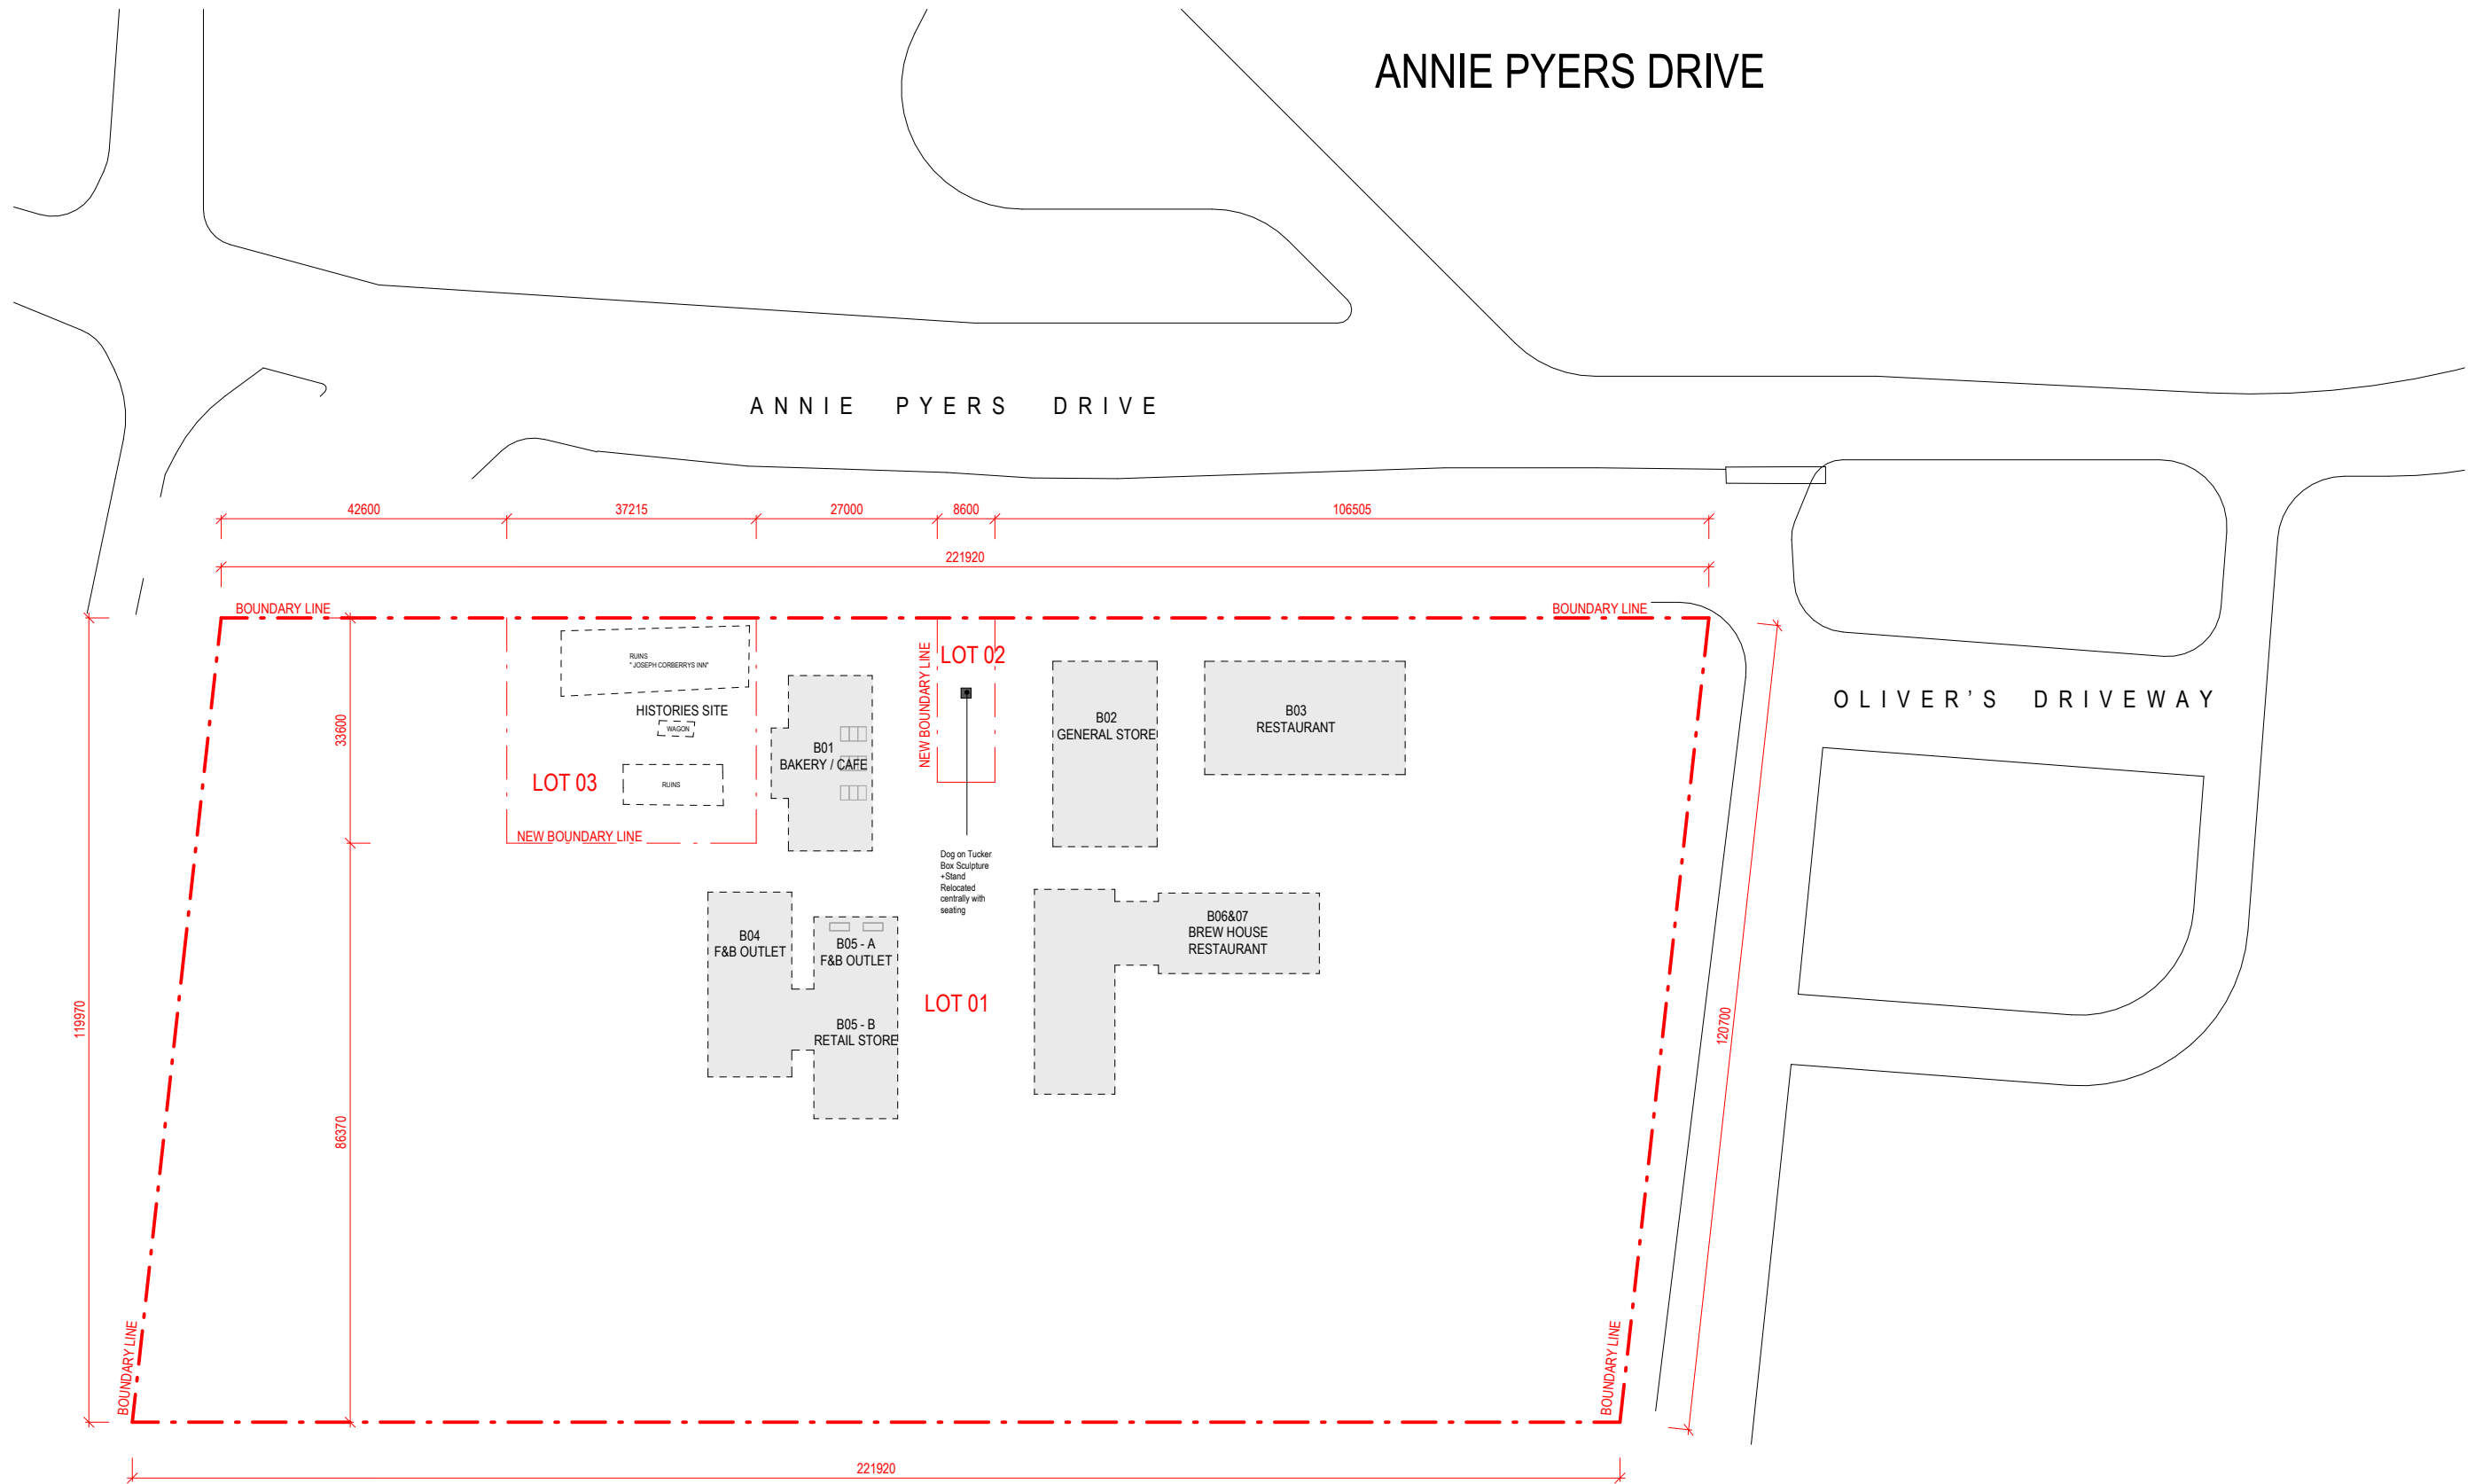 ANNIE PYERS DRIVE
ANNIE PYERS DRIVE
42600
37215
27000
8600
106505
221920
BOUNDARY LINE
BOUNDARY LINE
RUINS
"JOSEPH CORBERRYS INN"
HISTORIES SITE
WAGON
RUINS
LOT 03
NEW BOUNDARY LINE
33600
B01
BAKERY / CAFE
NEW BOUNDARY LINE
LOT 02
Dog on Tucker
Box Sculpture
+Stand
Relocated
centrally with
seating
B02
GENERAL STORE
B03
RESTAURANT
OLIVER'S DRIVEWAY
B04
F&B OUTLET
B05 - A
F&B OUTLET
B05 - B
RETAIL STORE
LOT 01
B06&07
BREW HOUSE
RESTAURANT
119970
86370
120700
BOUNDARY LINE
BOUNDARY LINE
221920